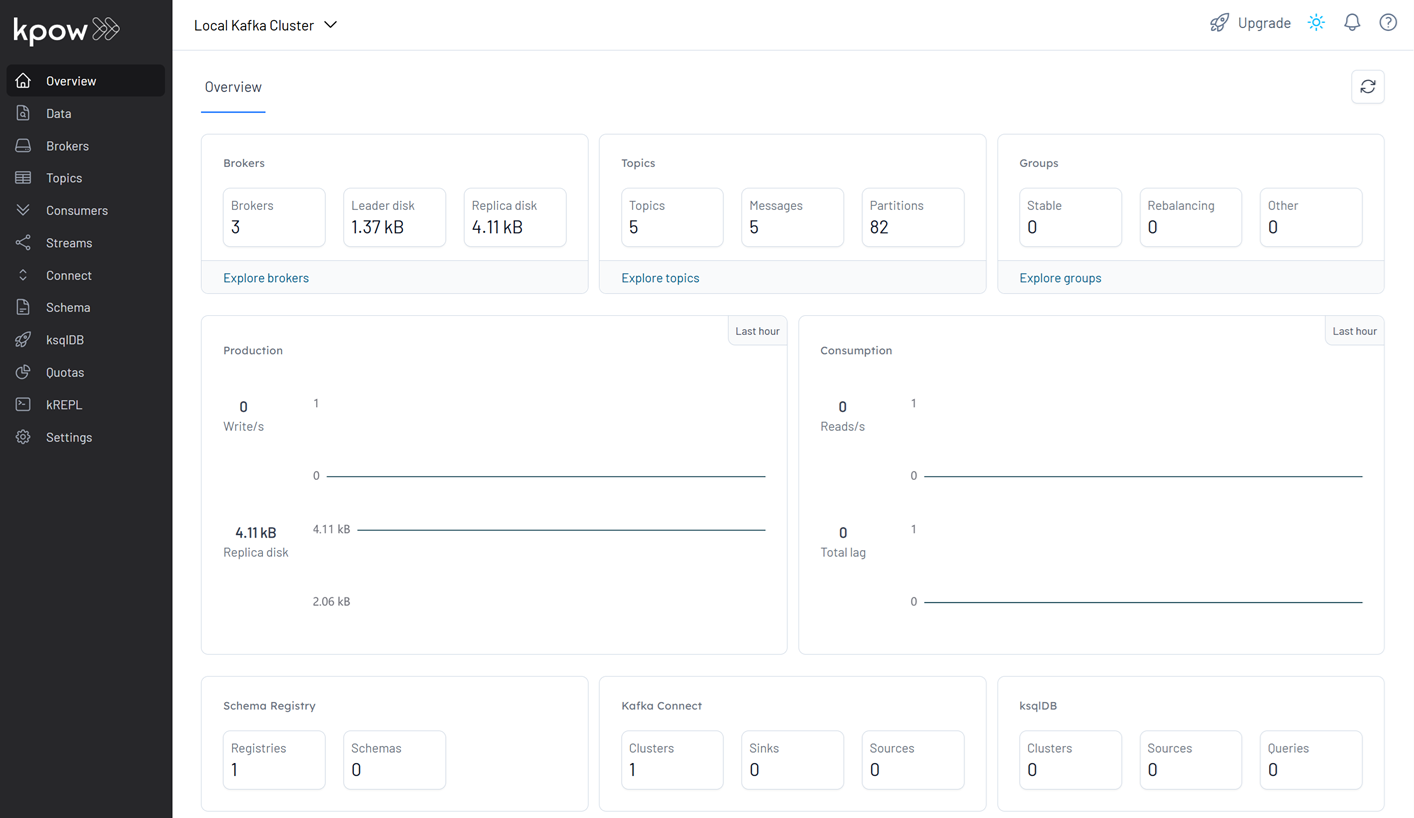 kpow
Local Kafka Cluster
Upgrade
Overview
Data
Brokers
Topics
Consumers
Streams
Connect
Schema
ksqlDB
Quotas
kREPL
Settings
Overview
Brokers
Brokers
3
Leader disk
1.37 kB
Replica disk
4.11 kB
Explore brokers
Topics
Topics
5
Messages
5
Partitions
82
Explore topics
Groups
Stable
0
Rebalancing
0
Other
0
Explore groups
Production
Last hour
0
Write/s
1
0
4.11 kB
Replica disk
4.11 kB
2.06 kB
Consumption
Last hour
0
Reads/s
1
0
0
Total lag
1
0
Schema Registry
Registries
1
Schemas
0
Kafka Connect
Clusters
1
Sinks
0
Sources
0
ksqlDB
Clusters
0
Sources
0
Queries
0